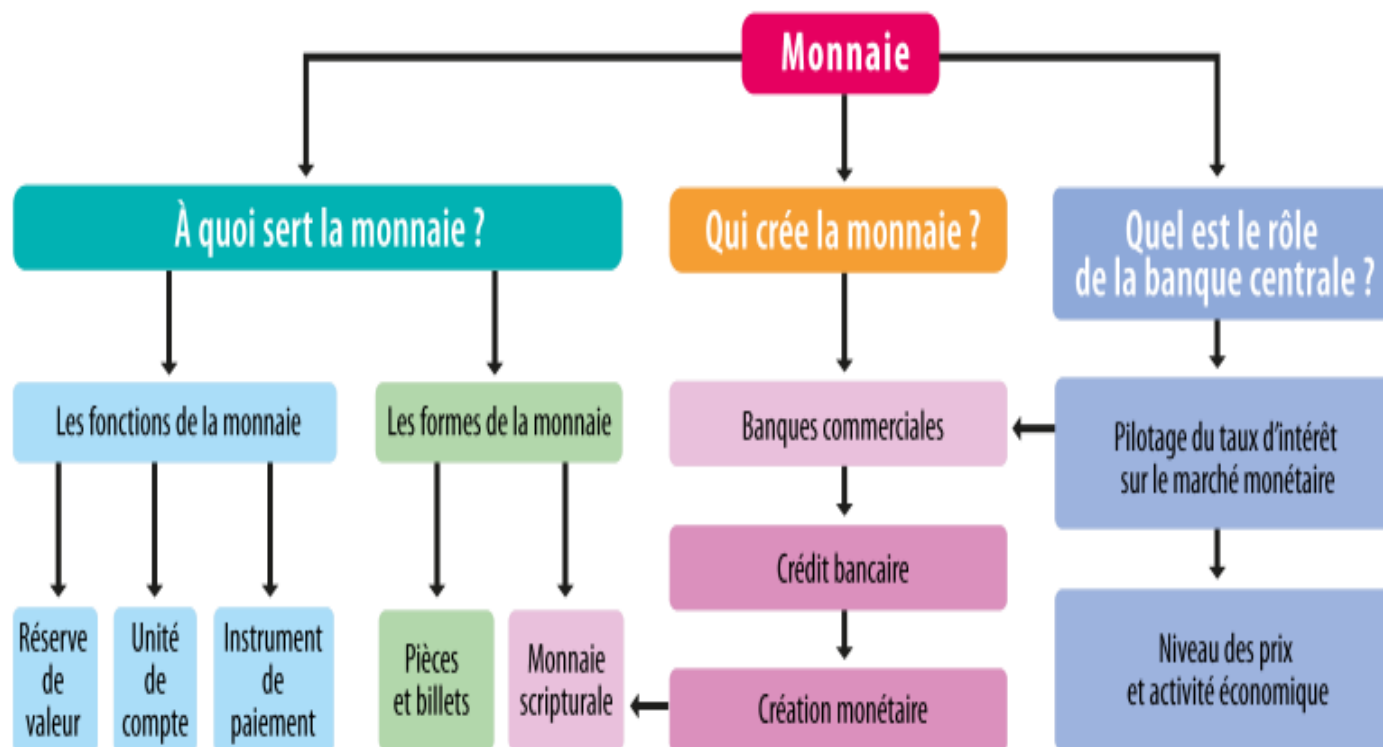 Monnaie
À quoi sert la monnaie ?
Qui crée la monnaie ?
Quel est le rôle
de la banque centrale ?
Les fonctions de la monnaie
Les formes de la monnaie
Banques commerciales
Pilotage du taux d'intérêt
sur le marché monétaire
Crédit bancaire
Réserve
de
valeur
Unité
de
compte
Instrument
de
paiement
Pièces
et billets
Monnaie
scripturale
Création monétaire
Niveau des prix
et activité économique